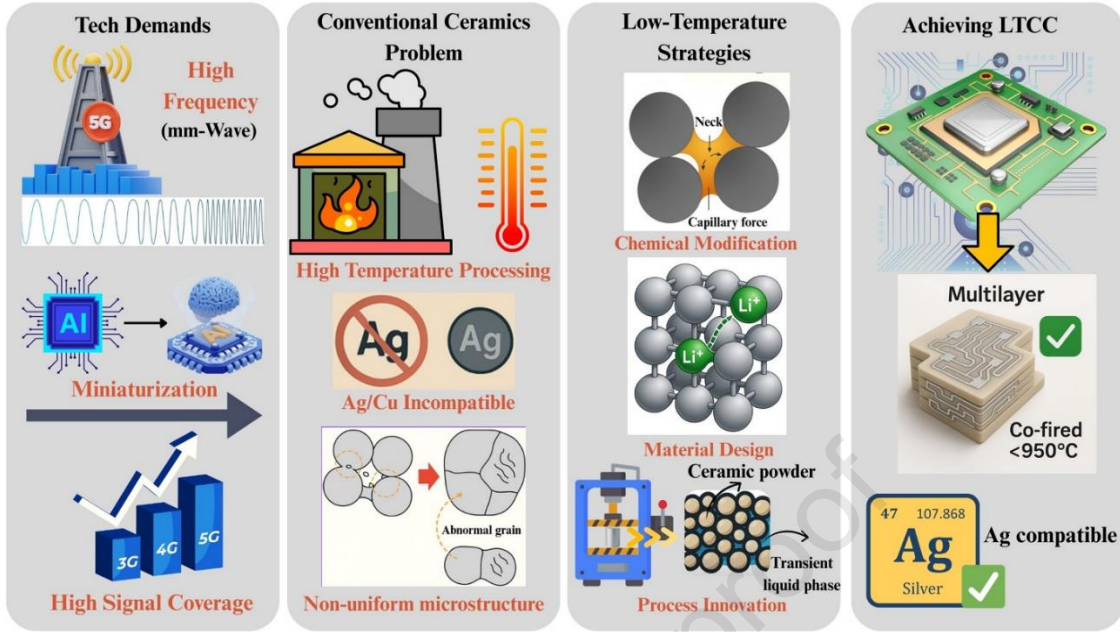 Tech Demands
High
Frequency
(mm-Wave)
5G
AI
AI
Miniaturization
3G
4G
5G
High Signal Coverage
Conventional Ceramics
Problem
High Temperature Processing
Ag
Ag
Ag/Cu Incompatible
Abnormal grain
Non-uniform microstructure
Low-Temperature
Strategies
Neck
Capillary force
Chemical Modification
Li⁺
Li⁺
Material Design
Ceramic powder
Transient
liquid phase
Process Innovation
Achieving LTCC
Multilayer
Co-fired
<950°C
47 107.868
Ag
Silver
Ag compatible
proof